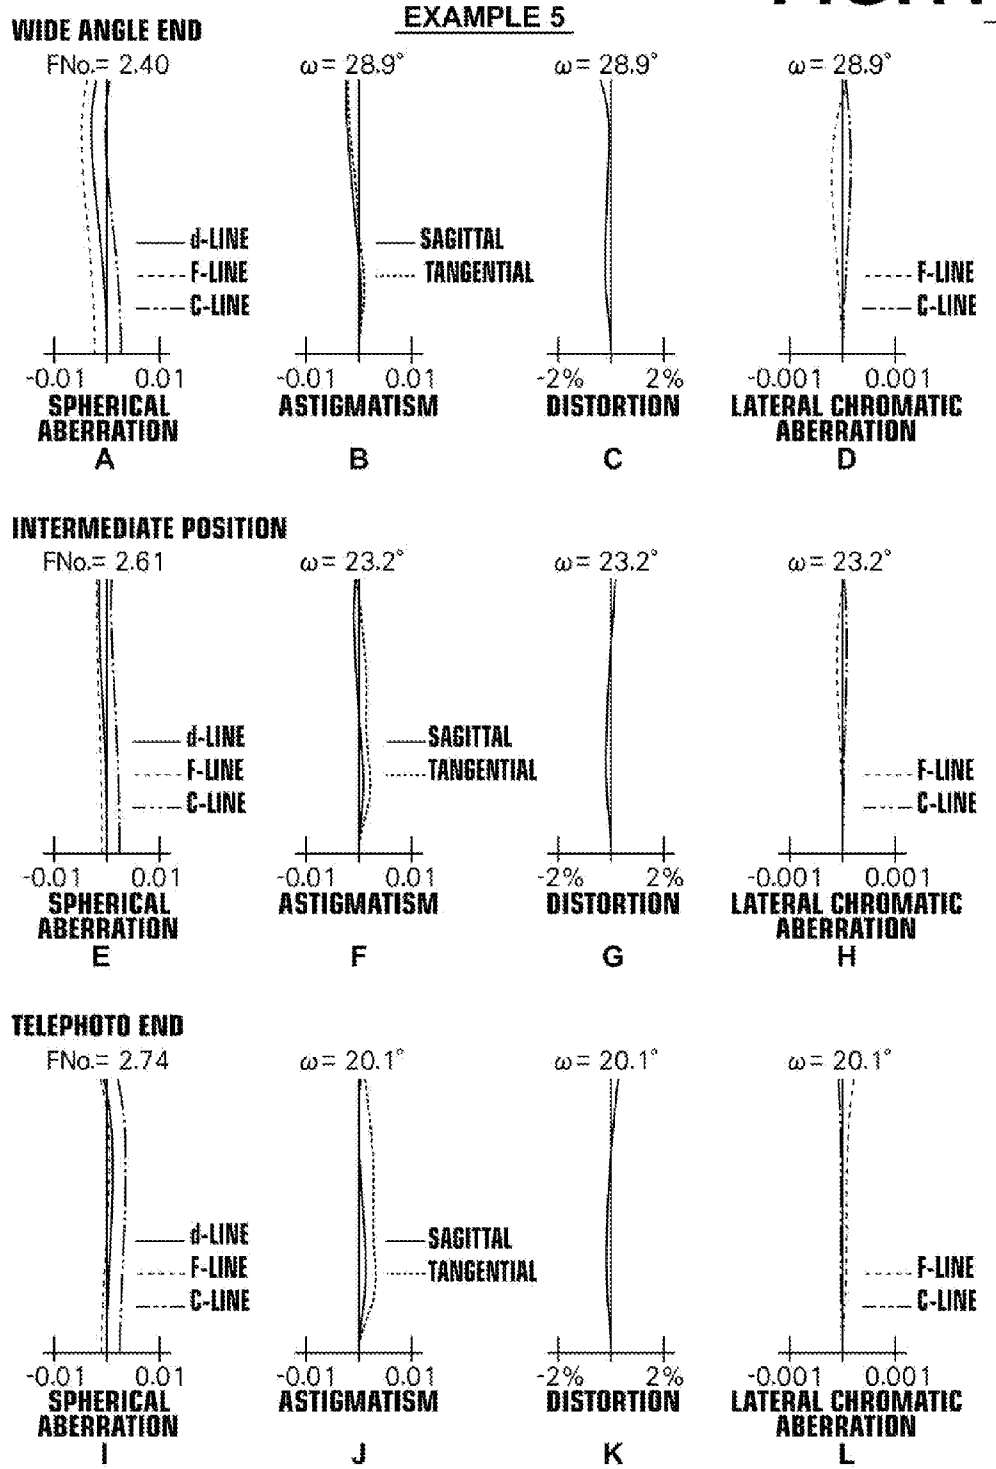 EXAMPLE 5
WIDE ANGLE END
FNo.= 2.40
ω= 28.9°
ω= 28.9°
ω= 28.9°
d-LINE
F-LINE
C-LINE
SAGITTAL
TANGENTIAL
F-LINE
C-LINE
-0.01 0.01
-0.01 0.01
-2% 2%
-0.001 0.001
SPHERICAL
ABERRATION
ASTIGMATISM
DISTORTION
LATERAL CHROMATIC
ABERRATION
A
B
C
D
INTERMEDIATE POSITION
FNo.= 2.61
ω= 23.2°
ω= 23.2°
ω= 23.2°
d-LINE
F-LINE
C-LINE
SAGITTAL
TANGENTIAL
F-LINE
C-LINE
-0.01 0.01
-0.01 0.01
-2% 2%
-0.001 0.001
SPHERICAL
ABERRATION
ASTIGMATISM
DISTORTION
LATERAL CHROMATIC
ABERRATION
E
F
G
H
TELEPHOTO END
FNo.= 2.74
ω= 20.1°
ω= 20.1°
ω= 20.1°
d-LINE
F-LINE
C-LINE
SAGITTAL
TANGENTIAL
F-LINE
C-LINE
-0.01 0.01
-0.01 0.01
-2% 2%
-0.001 0.001
SPHERICAL
ABERRATION
ASTIGMATISM
DISTORTION
LATERAL CHROMATIC
ABERRATION
I
J
K
L